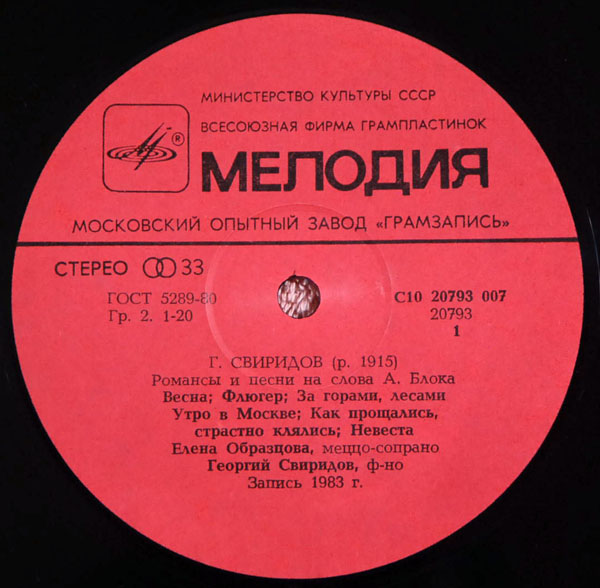 МИНИСТЕРСТВО КУЛЬТУРЫ СССР
ВСЕСОЮЗНАЯ ФИРМА ГРАМПЛАСТИНОК
®
МЕЛОДИЯ
МОСКОВСКИЙ ОПЫТНЫЙ ЗАВОД «ГРАМЗАПИСЬ»
СТЕРЕО 33
ГОСТ 5289-80 С10 20793 007
Гр. 2. 1-20 20793
1
Г. СВИРИДОВ (р. 1915)
Романсы и песни на слова А. Блока
Весна; Флюгер; За горами, лесами
Утро в Москве; Как прощались,
страстно клялись; Невеста
Елена Образцова, меццо-сопрано
Георгий Свиридов, ф-но
Запись 1983 г.